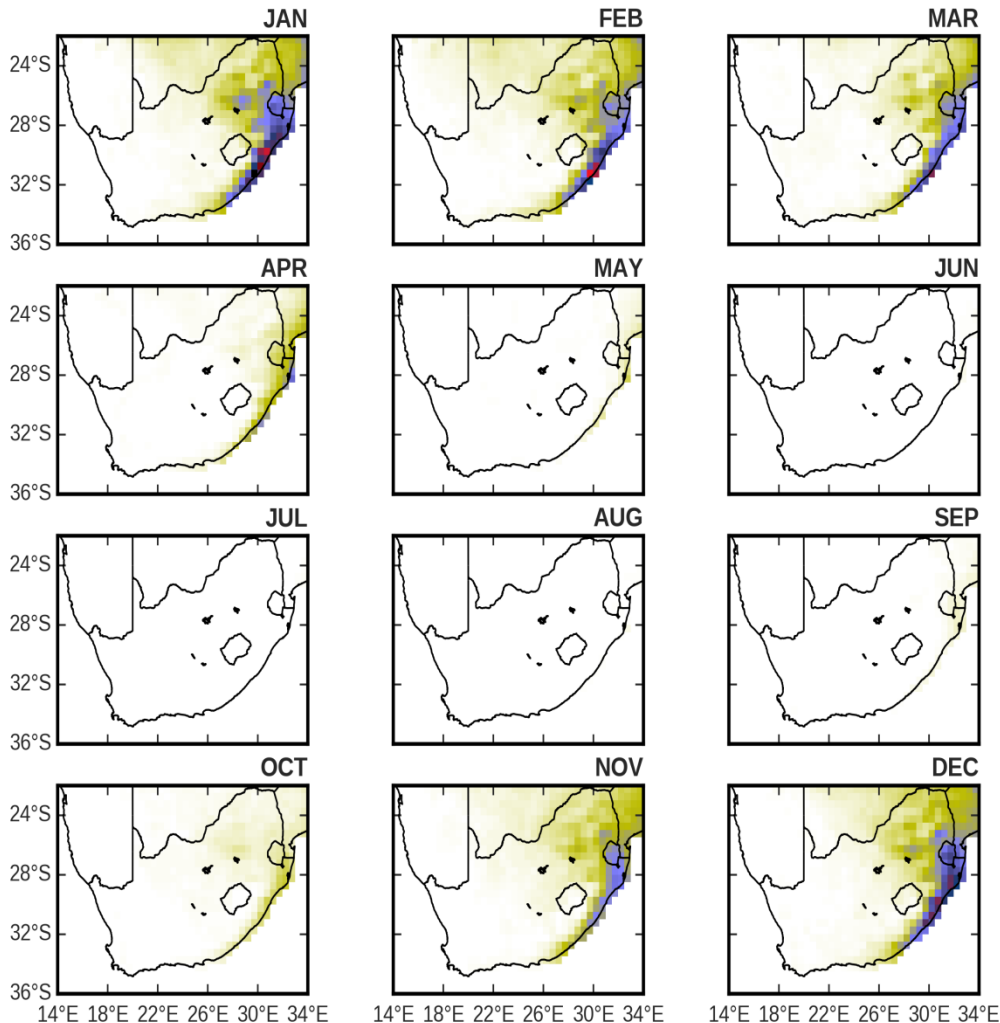 JAN FEB MAR
24°S
28°S
32°S
36°S
APR MAY JUN
24°S
28°S
32°S
36°S
JUL AUG SEP
24°S
28°S
32°S
36°S
OCT NOV DEC
24°S
28°S
32°S
36°S
14°E 18°E 22°E 26°E 30°E 34°E 14°E 18°E 22°E 26°E 30°E 34°E 14°E 18°E 22°E 26°E 30°E 34°E